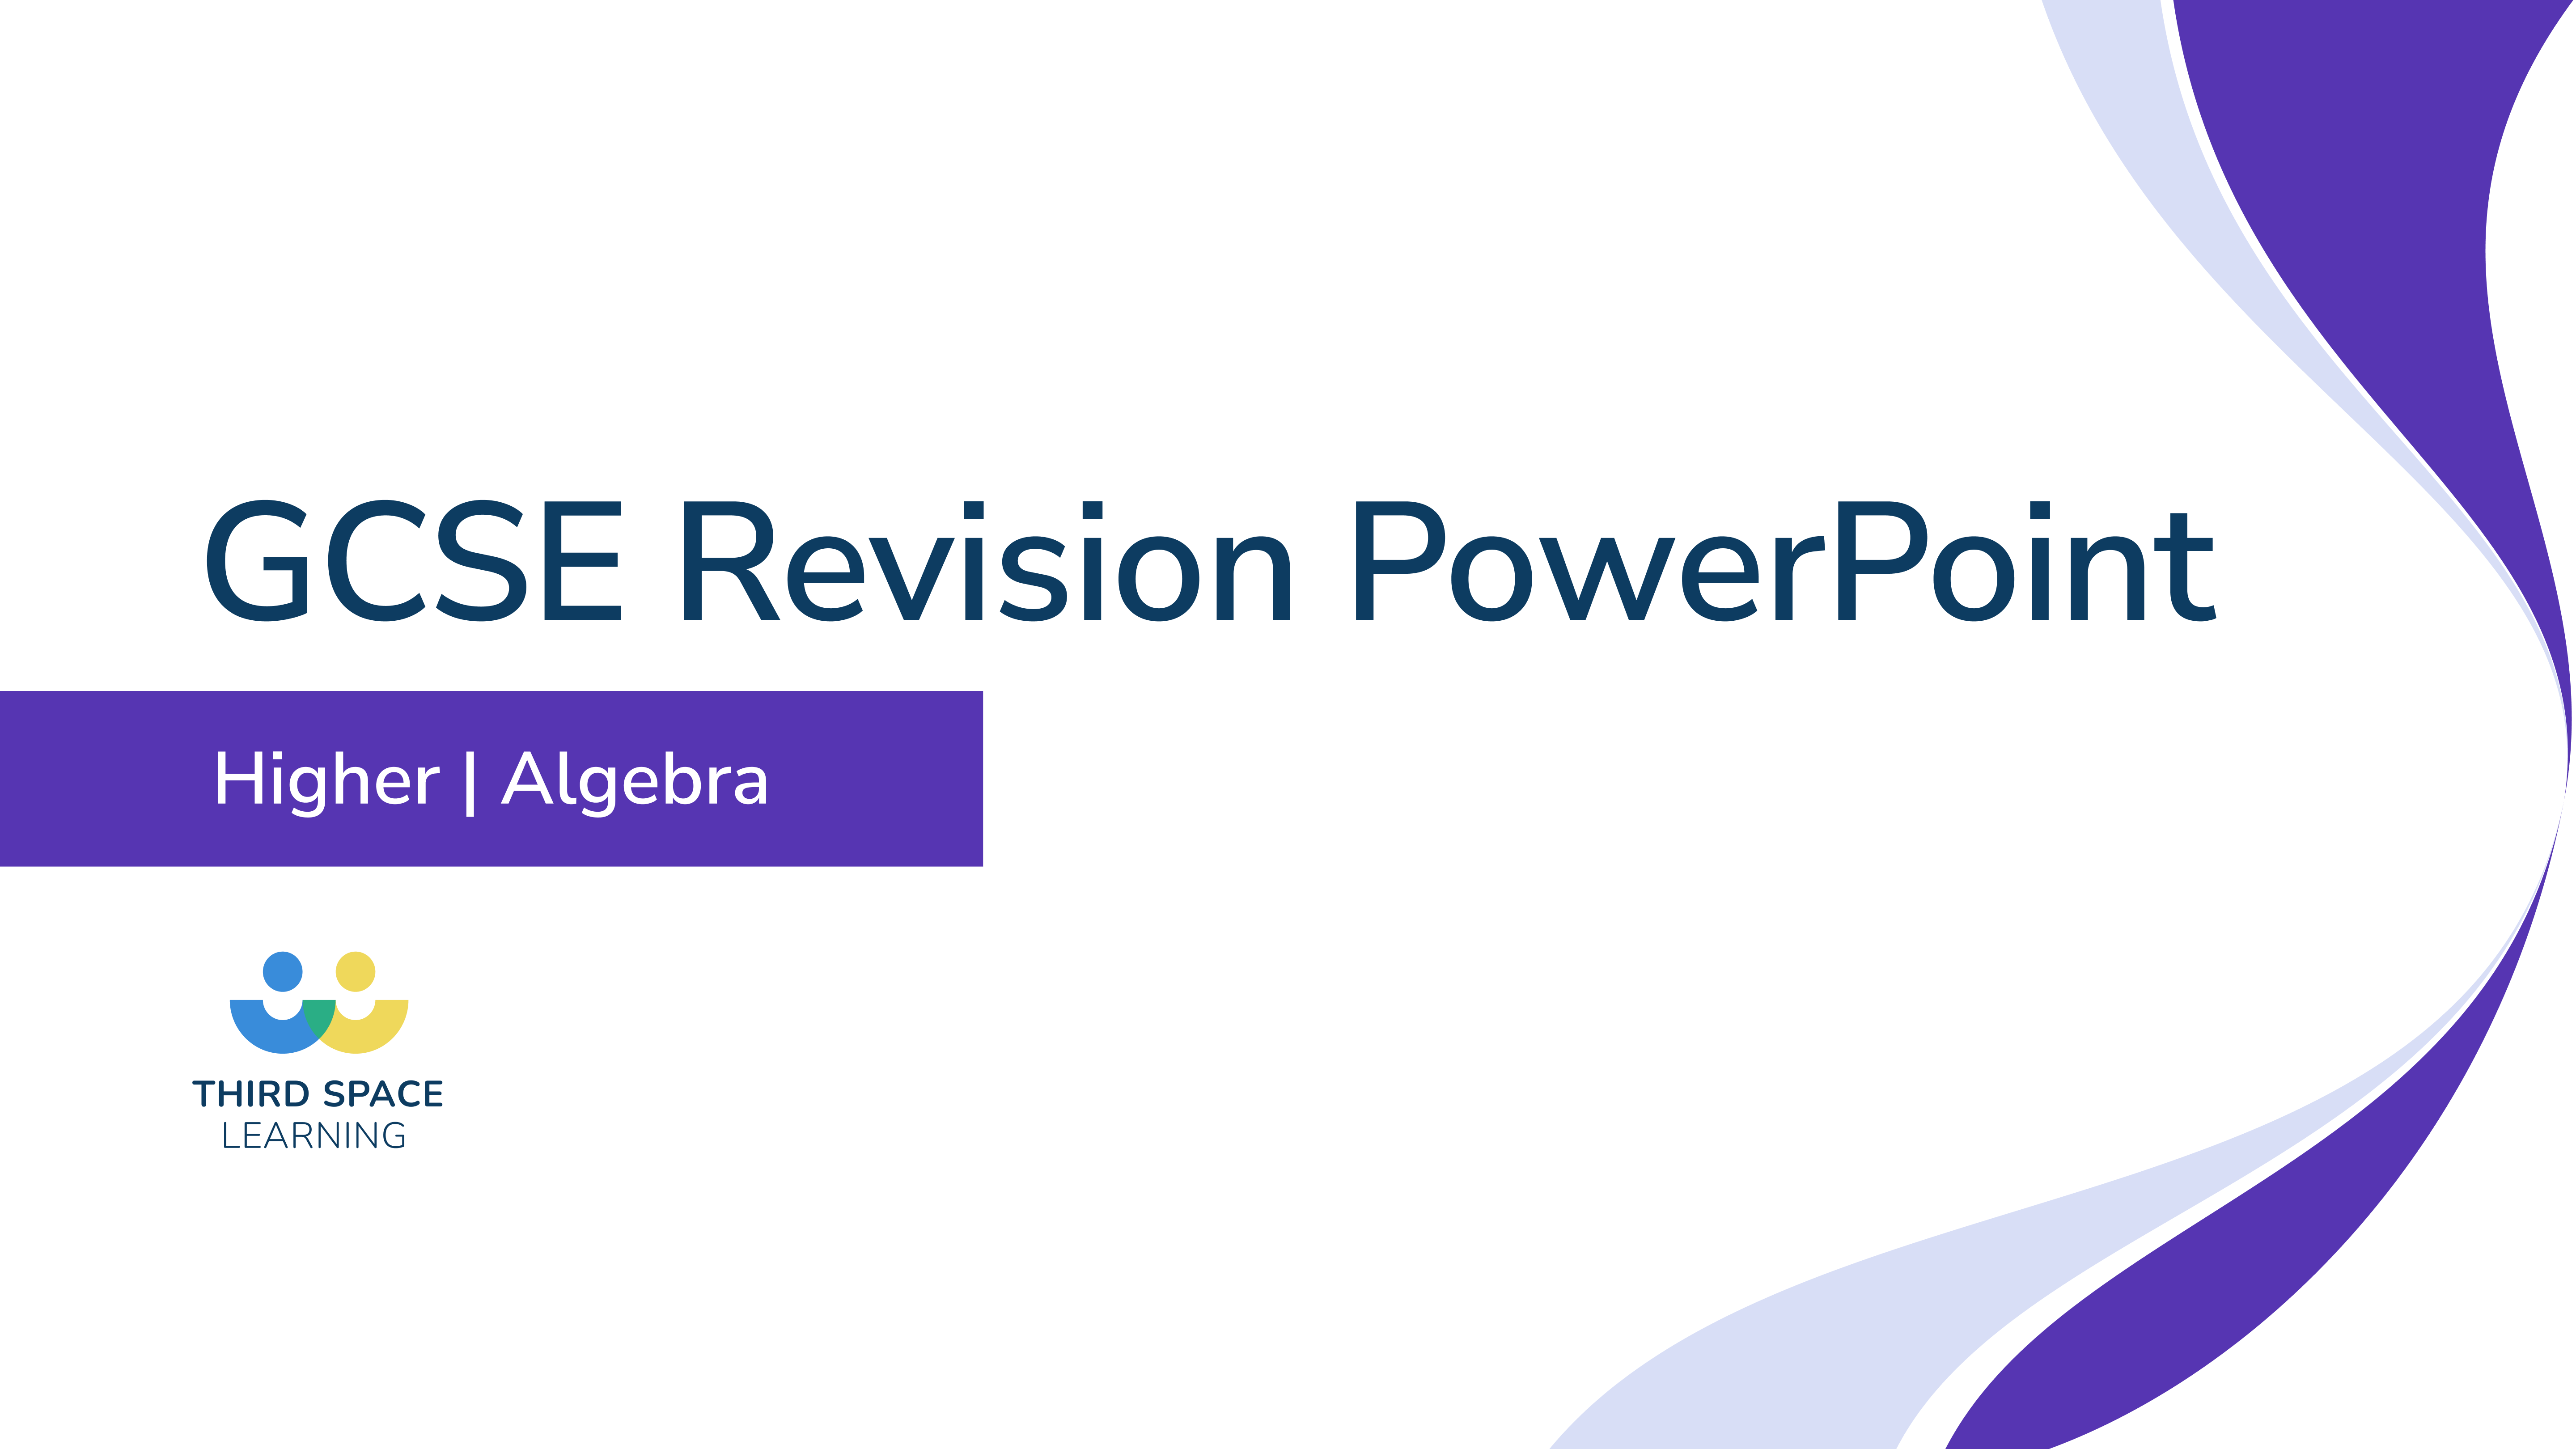 GCSE Revision PowerPoint
Higher | Algebra
THIRD SPACE
LEARNING